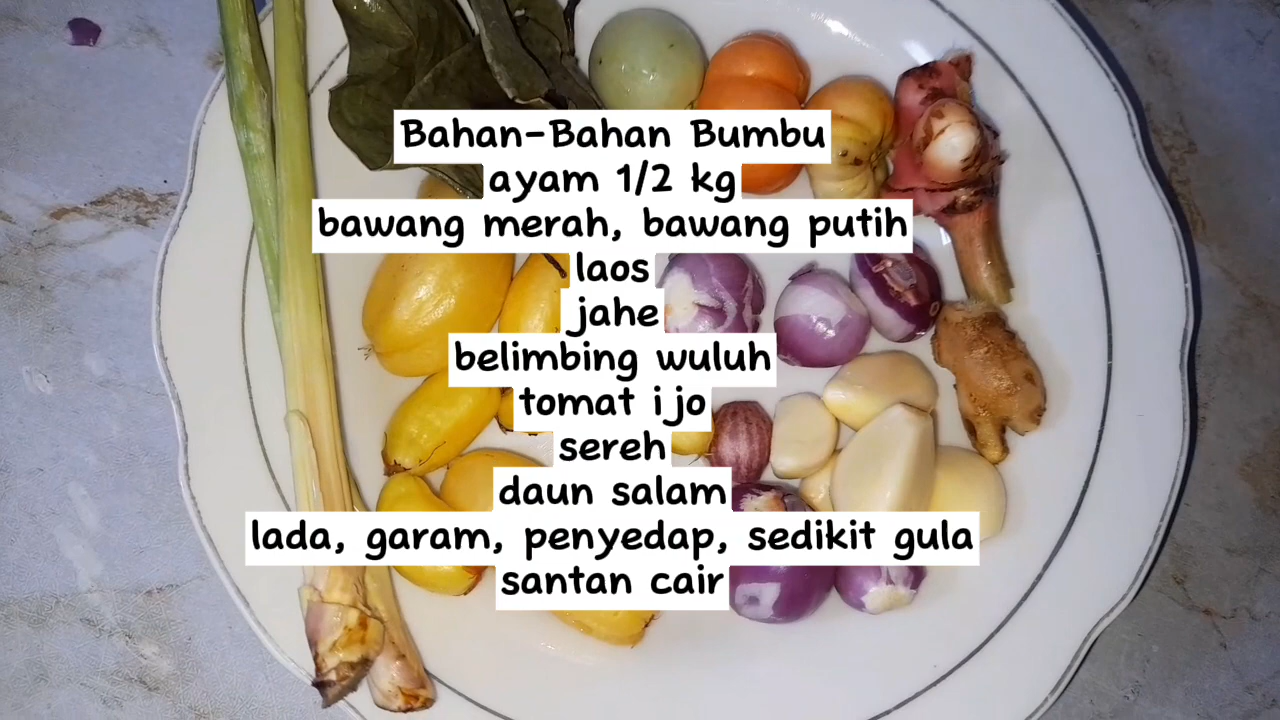 Bahan-Bahan Bumbu
ayam 1/2 kg
bawang merah, bawang putih
laos
jahe
belimbing wuluh
tomat ijo
sereh
daun salam
lada, garam, penyedap, sedikit gula
santan cair